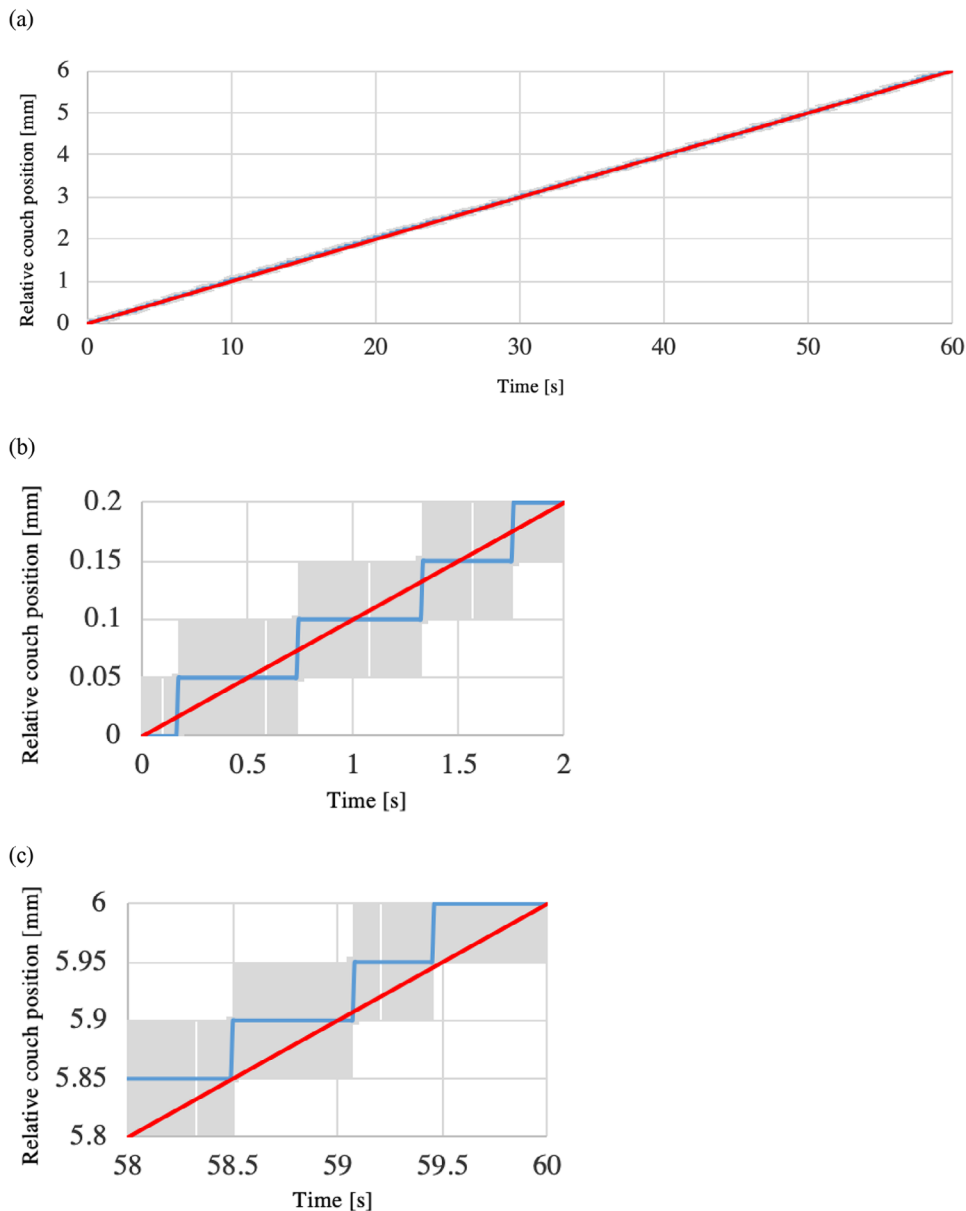 (a)
Relative couch position [mm]
6
5
4
3
2
1
0
0 10 20 30 40 50 60
Time [s]
(b)
Relative couch position [mm]
0.2
0.15
0.1
0.05
0
0 0.5 1 1.5 2
Time [s]
(c)
Relative couch position [mm]
6
5.95
5.9
5.85
5.8
58 58.5 59 59.5 60
Time [s]